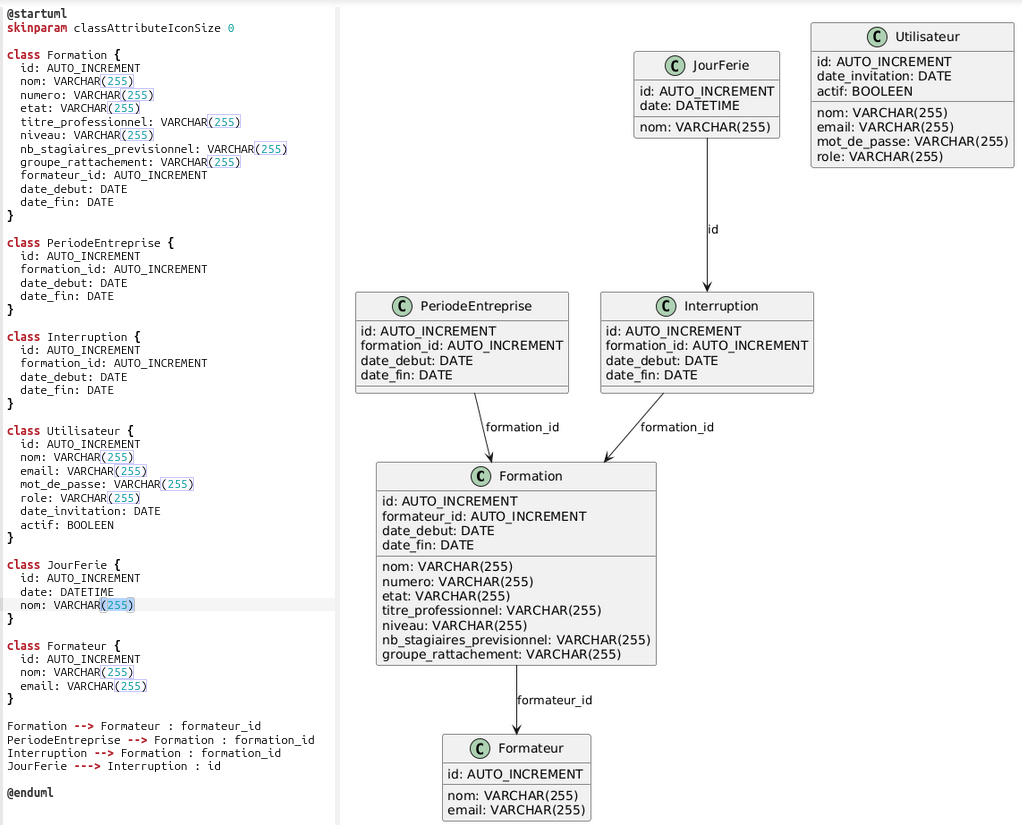 @startuml
skinparam classAttributeIconSize 0
class Formation {
id: AUTO_INCREMENT
nom: VARCHAR(255)
numero: VARCHAR(255)
etat: VARCHAR(255)
titre_professionnel: VARCHAR(255)
niveau: VARCHAR(255)
nb_stagiaires_previsionnel: VARCHAR(255)
groupe_rattachement: VARCHAR(255)
formateur_id: AUTO_INCREMENT
date_debut: DATE
date_fin: DATE
}
class PeriodeEntreprise {
id: AUTO_INCREMENT
formation_id: AUTO_INCREMENT
date_debut: DATE
date_fin: DATE
}
class Interruption {
id: AUTO_INCREMENT
formation_id: AUTO_INCREMENT
date_debut: DATE
date_fin: DATE
}
class Utilisateur {
id: AUTO_INCREMENT
nom: VARCHAR(255)
email: VARCHAR(255)
mot_de_passe: VARCHAR(255)
role: VARCHAR(255)
date_invitation: DATE
actif: BOOLEEN
}
class JourFerie {
id: AUTO_INCREMENT
date: DATETIME
nom: VARCHAR(255)
}
class Formateur {
id: AUTO_INCREMENT
nom: VARCHAR(255)
email: VARCHAR(255)
}
Formation --> Formateur : formateur_id
PeriodeEntreprise --> Formation : formation_id
Interruption --> Formation : formation_id
JourFerie ---> Interruption : id
@enduml
C JourFerie
id: AUTO_INCREMENT
date: DATETIME
nom: VARCHAR(255)
C Utilisateur
id: AUTO_INCREMENT
date_invitation: DATE
actif: BOOLEEN
nom: VARCHAR(255)
email: VARCHAR(255)
mot_de_passe: VARCHAR(255)
role: VARCHAR(255)
id
C PeriodeEntreprise
id: AUTO_INCREMENT
formation_id: AUTO_INCREMENT
date_debut: DATE
date_fin: DATE
C Interruption
id: AUTO_INCREMENT
formation_id: AUTO_INCREMENT
date_debut: DATE
date_fin: DATE
formation_id
formation_id
C Formation
id: AUTO_INCREMENT
formateur_id: AUTO_INCREMENT
date_debut: DATE
date_fin: DATE
nom: VARCHAR(255)
numero: VARCHAR(255)
etat: VARCHAR(255)
titre_professionnel: VARCHAR(255)
niveau: VARCHAR(255)
nb_stagiaires_previsionnel: VARCHAR(255)
groupe_rattachement: VARCHAR(255)
formateur_id
C Formateur
id: AUTO_INCREMENT
nom: VARCHAR(255)
email: VARCHAR(255)